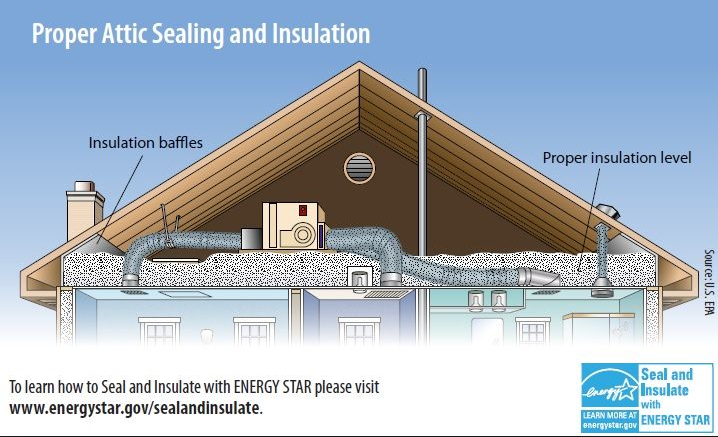 Proper Attic Sealing and Insulation
Insulation baffles
Proper insulation level
Source: U.S. EPA
To learn how to Seal and Insulate with ENERGY STAR please visit
www.energystar.gov/sealandinsulate.
energy
LEARN MORE AT
energystar.gov
Seal and
Insulate
with
ENERGY STAR